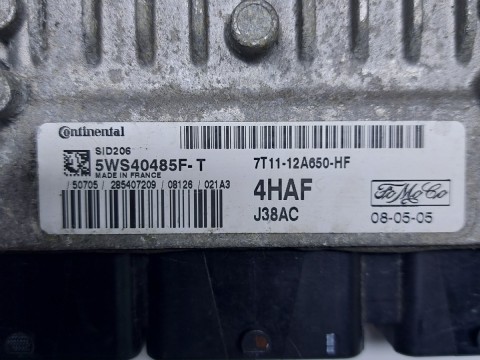 Continental
SID206
5WS40485F-T
MADE IN FRANCE
/ 50705 / 285407209 / 08126 / 021A3
7T11-12A650-HF
4HAF
J38AC
FoMoCo
08-05-05